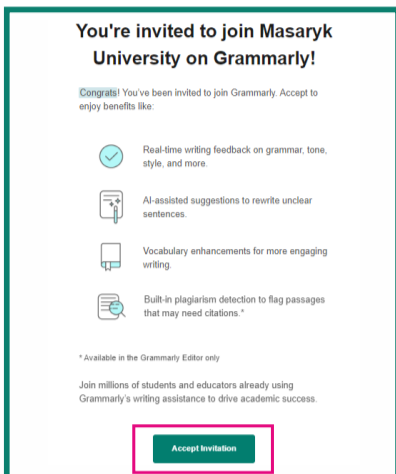 You're invited to join Masaryk
University on Grammarly!
Congrats! You've been invited to join Grammarly. Accept to
enjoy benefits like:
Real-time writing feedback on grammar, tone,
style, and more.
AI-assisted suggestions to rewrite unclear
sentences.
Vocabulary enhancements for more engaging
writing.
Built-in plagiarism detection to flag passages
that may need citations.*
* Available in the Grammarly Editor only
Join millions of students and educators already using
Grammarly's writing assistance to drive academic success.
Accept Invitation